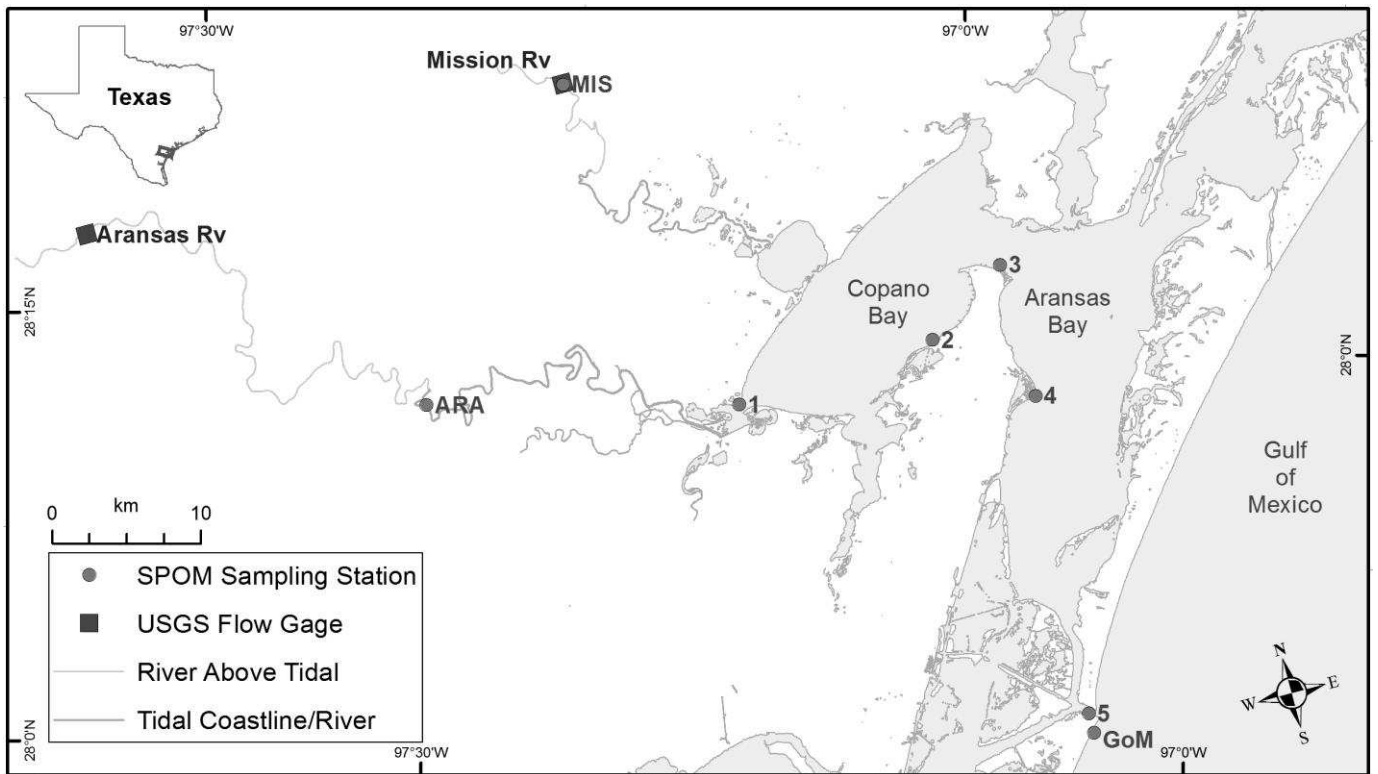 97°30'W
97°0'W
Mission Rv
MIS
Texas
Aransas Rv
3
Copano
Bay
Aransas
Bay
28°15'N
2
28°0'N
ARA
1
4
Gulf
of
Mexico
km
0 10
SPOM Sampling Station
USGS Flow Gage
River Above Tidal
Tidal Coastline/River
N
W E
S
5
GoM
28°0'N
97°30'W
97°0'W